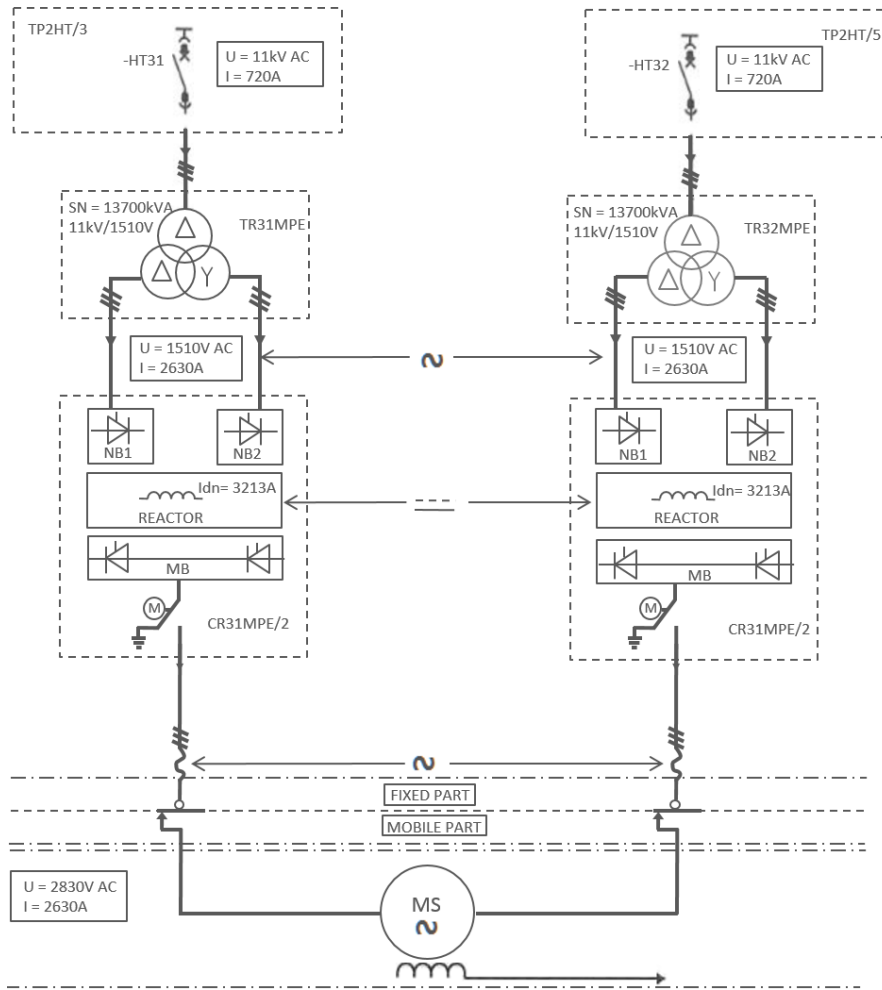 TP2HT/3
-HT31
U = 11kV AC
I = 720A
TP2HT/5
-HT32
U = 11kV AC
I = 720A
SN = 13700kVA
11kV/1510V
TR31MPE
Δ
Δ Y
SN = 13700kVA
11kV/1510V
TR32MPE
Δ
Δ Y
U = 1510V AC
I = 2630A
U = 1510V AC
I = 2630A
NB1
NB2
Idn= 3213A
REACTOR
MB
M
CR31MPE/2
NB1
NB2
Idn= 3213A
REACTOR
MB
M
CR31MPE/2
FIXED PART
MOBILE PART
U = 2830V AC
I = 2630A
MS